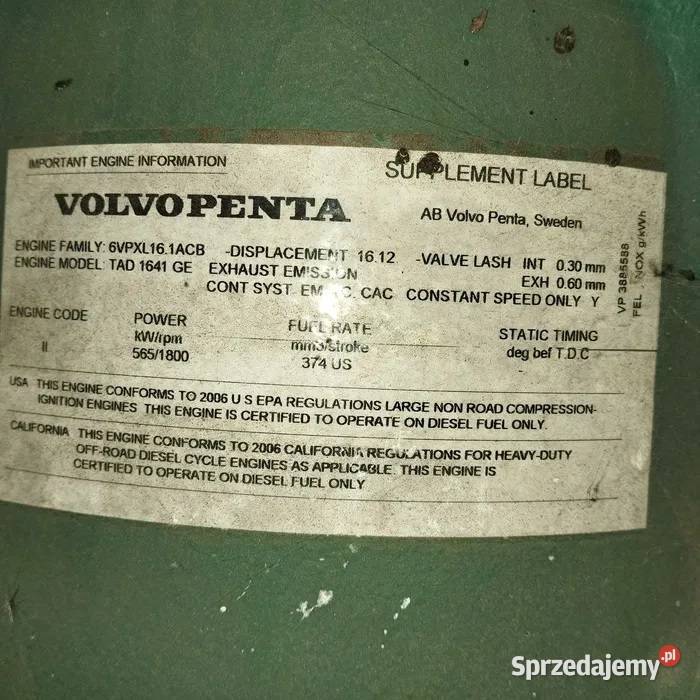 IMPORTANT ENGINE INFORMATION
SUPPLEMENT LABEL
VOLVO PENTA
AB Volvo Penta, Sweden
ENGINE FAMILY: 6VPXL16.1ACB -DISPLACEMENT 16.12 -VALVE LASH INT 0.30 mm
ENGINE MODEL: TAD 1641 GE EXHAUST EMISSION EXH 0.60 mm
CONT SYST. EM, CAC CONSTANT SPEED ONLY Y
ENGINE CODE POWER FUEL RATE STATIC TIMING
kW/rpm mm3/stroke deg bef T.D.C
II 565/1800 374 US
USA THIS ENGINE CONFORMS TO 2006 U S EPA REGULATIONS LARGE NON ROAD COMPRESSION-
IGNITION ENGINES THIS ENGINE IS CERTIFIED TO OPERATE ON DIESEL FUEL ONLY.
CALIFORNIA THIS ENGINE CONFORMS TO 2006 CALIFORNIA REGULATIONS FOR HEAVY-DUTY
OFF-ROAD DIESEL CYCLE ENGINES AS APPLICABLE. THIS ENGINE IS
CERTIFIED TO OPERATE ON DIESEL FUEL ONLY
VP 3885588
FEL NOX g/kWh
Sprzedajemy.pl